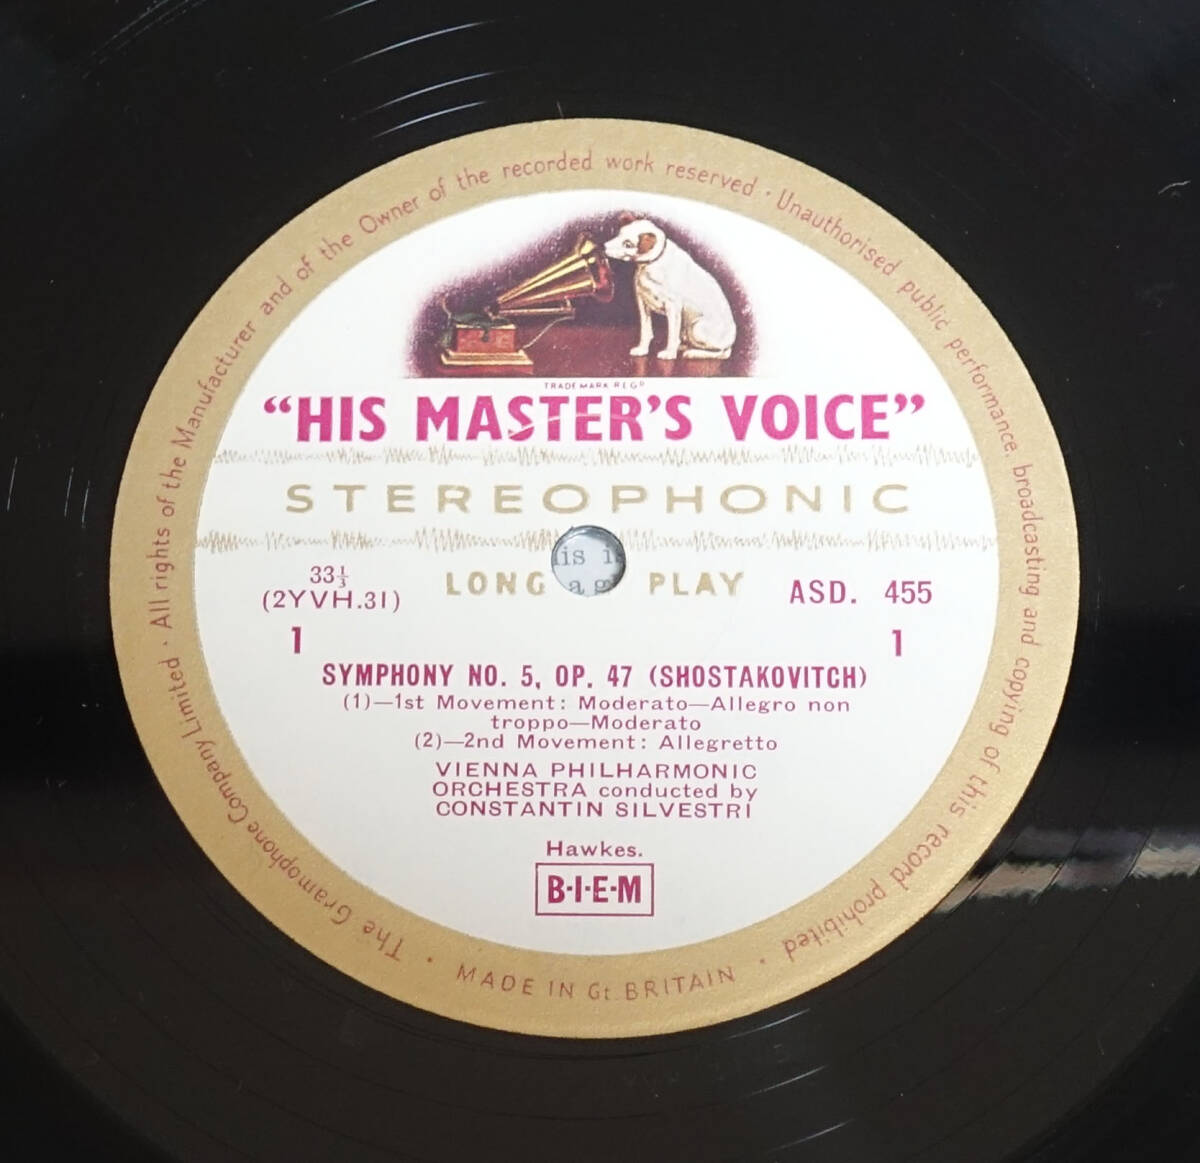 The Gramophone Company Limited · All rights of the Manufacturer and of the Owner of the recorded work reserved · Unauthorised public performance, broadcasting and copying of this record prohibited ·
TRADE MARK REGD
“HIS MASTER'S VOICE”
STEREOPHONIC
LONG PLAY
33⅓
(2YVH.31)
ASD. 455
1 1
SYMPHONY NO. 5, OP. 47 (SHOSTAKOVITCH)
(1)—1st Movement: Moderato—Allegro non
troppo—Moderato
(2)—2nd Movement: Allegretto
VIENNA PHILHARMONIC
ORCHESTRA conducted by
CONSTANTIN SILVESTRI
Hawkes.
B·I·E·M
MADE IN Gt. BRITAIN